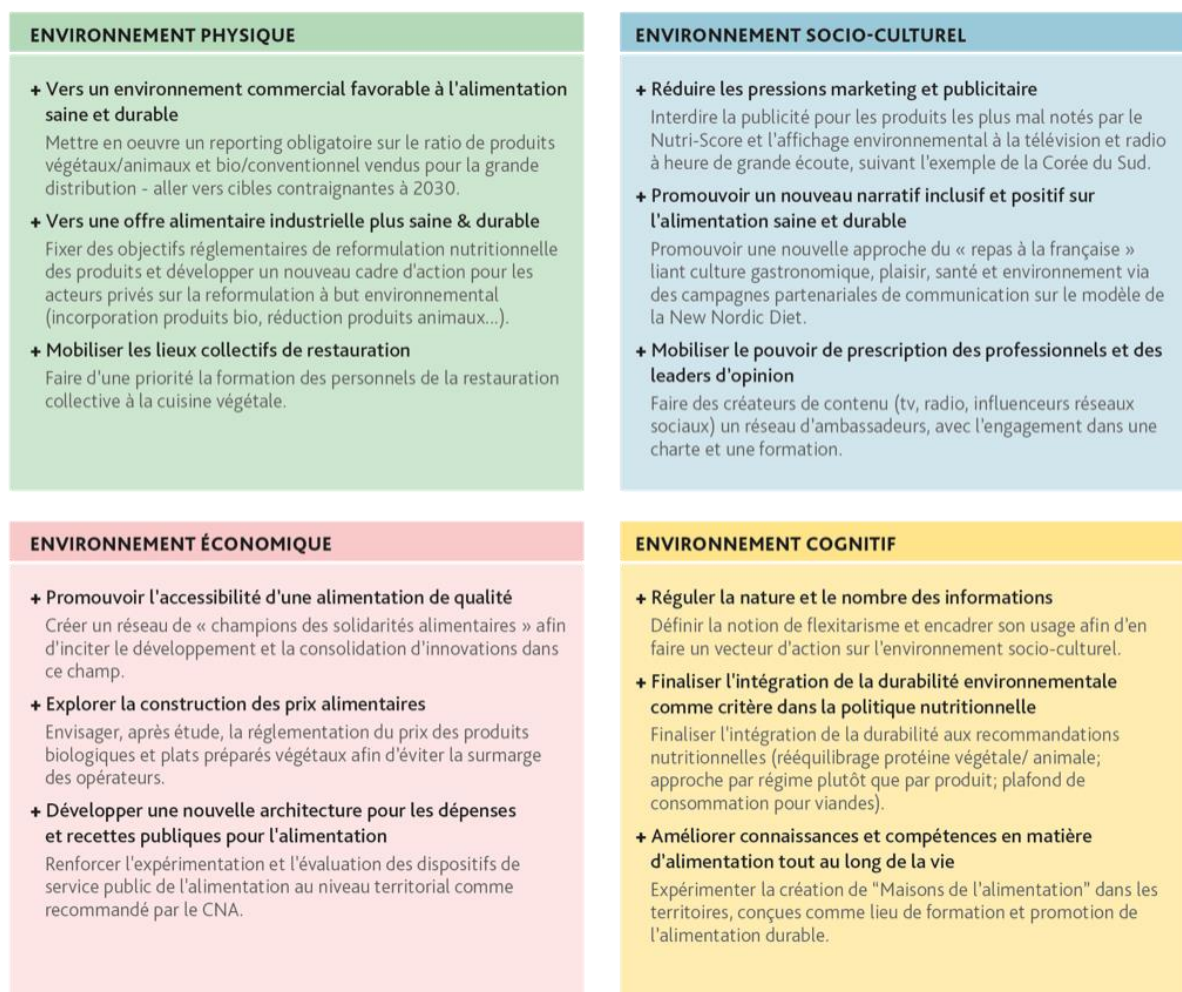 ENVIRONNEMENT PHYSIQUE
+ Vers un environnement commercial favorable à l'alimentation
saine et durable
Mettre en oeuvre un reporting obligatoire sur le ratio de produits
végétaux/animaux et bio/conventionnel vendus pour la grande
distribution - aller vers cibles contraignantes à 2030.
+ Vers une offre alimentaire industrielle plus saine & durable
Fixer des objectifs réglementaires de reformulation nutritionnelle
des produits et développer un nouveau cadre d'action pour les
acteurs privés sur la reformulation à but environnemental
(incorporation produits bio, réduction produits animaux...).
+ Mobiliser les lieux collectifs de restauration
Faire d'une priorité la formation des personnels de la restauration
collective à la cuisine végétale.
ENVIRONNEMENT SOCIO-CULTUREL
+ Réduire les pressions marketing et publicitaire
Interdire la publicité pour les produits les plus mal notés par le
Nutri-Score et l'affichage environnemental à la télévision et radio
à heure de grande écoute, suivant l'exemple de la Corée du Sud.
+ Promouvoir un nouveau narratif inclusif et positif sur
l'alimentation saine et durable
Promouvoir une nouvelle approche du « repas à la française »
liant culture gastronomique, plaisir, santé et environnement via
des campagnes partenariales de communication sur le modèle de
la New Nordic Diet.
+ Mobiliser le pouvoir de prescription des professionnels et des
leaders d'opinion
Faire des créateurs de contenu (tv, radio, influenceurs réseaux
sociaux) un réseau d'ambassadeurs, avec l'engagement dans une
charte et une formation.
ENVIRONNEMENT ÉCONOMIQUE
+ Promouvoir l'accessibilité d'une alimentation de qualité
Créer un réseau de « champions des solidarités alimentaires » afin
d'inciter le développement et la consolidation d'innovations dans
ce champ.
+ Explorer la construction des prix alimentaires
Envisager, après étude, la réglementation du prix des produits
biologiques et plats préparés végétaux afin d'éviter la surmarge
des opérateurs.
+ Développer une nouvelle architecture pour les dépenses
et recettes publiques pour l'alimentation
Renforcer l'expérimentation et l'évaluation des dispositifs de
service public de l'alimentation au niveau territorial comme
recommandé par le CNA.
ENVIRONNEMENT COGNITIF
+ Réguler la nature et le nombre des informations
Définir la notion de flexitarisme et encadrer son usage afin d'en
faire un vecteur d'action sur l'environnement socio-culturel.
+ Finaliser l'intégration de la durabilité environnementale
comme critère dans la politique nutritionnelle
Finaliser l'intégration de la durabilité aux recommandations
nutritionnelles (rééquilibrage protéine végétale/ animale;
approche par régime plutôt que par produit; plafond de
consommation pour viandes).
+ Améliorer connaissances et compétences en matière
d'alimentation tout au long de la vie
Expérimenter la création de "Maisons de l'alimentation" dans les
territoires, conçues comme lieu de formation et promotion de
l'alimentation durable.